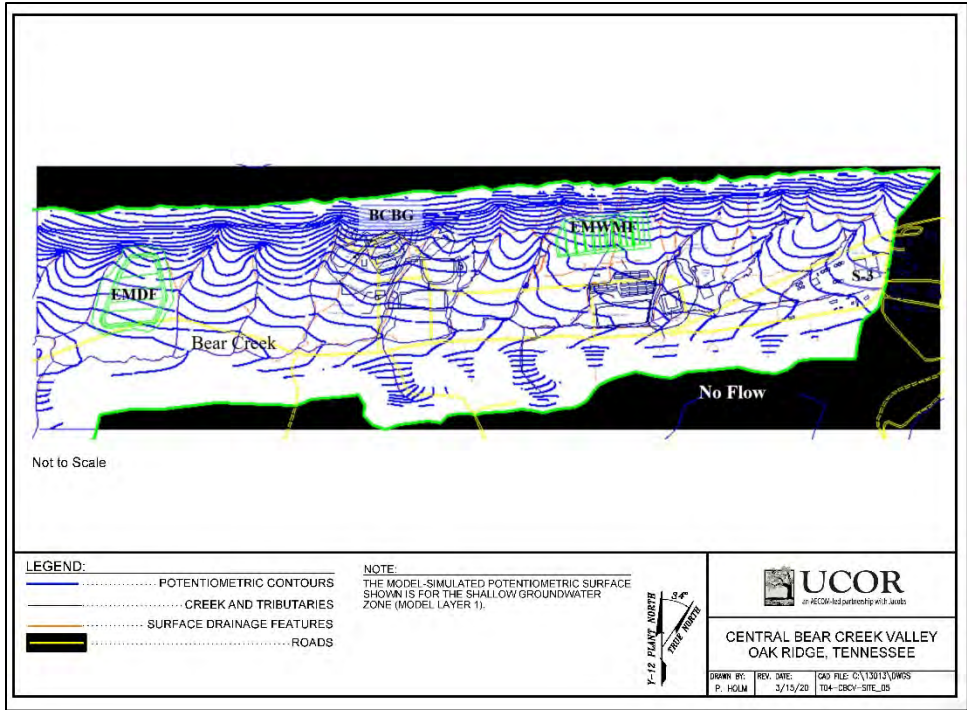 BCBG
EMWMF
EMDF
S-3
Bear Creek
No Flow
Not to Scale
LEGEND:
POTENTIOMETRIC CONTOURS
CREEK AND TRIBUTARIES
SURFACE DRAINAGE FEATURES
ROADS
NOTE:
THE MODEL-SIMULATED POTENTIOMETRIC SURFACE
SHOWN IS FOR THE SHALLOW GROUNDWATER
ZONE (MODEL LAYER 1).
Y-12 PLANT NORTH
34°
TRUE NORTH
UCOR
an AECOM-led partnership with Jacobs
CENTRAL BEAR CREEK VALLEY
OAK RIDGE, TENNESSEE
DRAWN BY:
P. HOLM
REV. DATE:
3/15/20
CAD FILE: C:\13013\DWGS
T04-CBCV-SITE_05